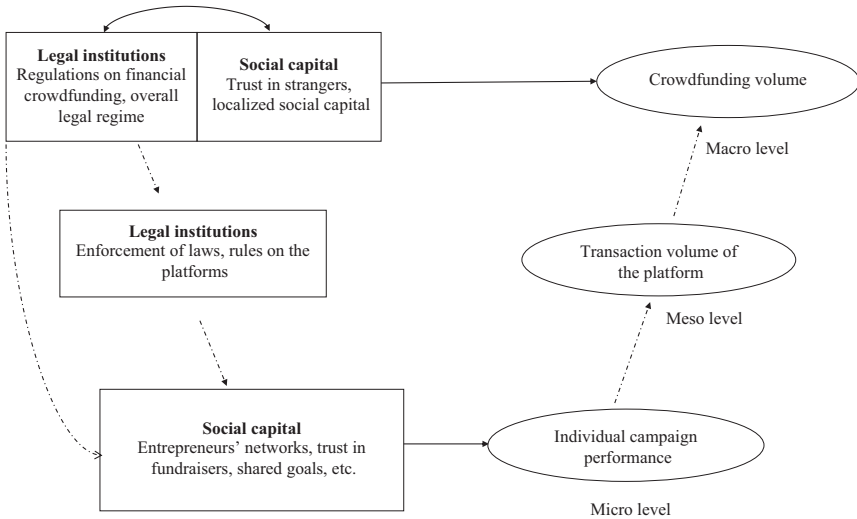 Legal institutions
Regulations on financial
crowdfunding, overall
legal regime
Social capital
Trust in strangers,
localized social capital
Crowdfunding volume
Macro level
Legal institutions
Enforcement of laws, rules on the
platforms
Transaction volume of
the platform
Meso level
Social capital
Entrepreneurs’ networks, trust in
fundraisers, shared goals, etc.
Individual campaign
performance
Micro level